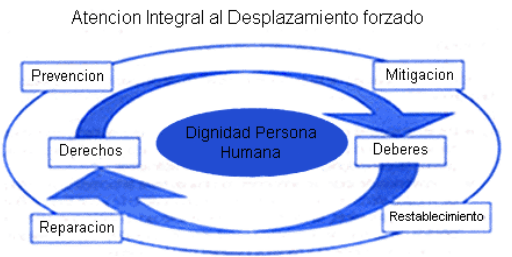 Atencion Integral al Desplazamiento forzado
Prevencion
Mitigacion
Derechos
Dignidad Persona
Humana
Deberes
Reparacion
Restablecimiento